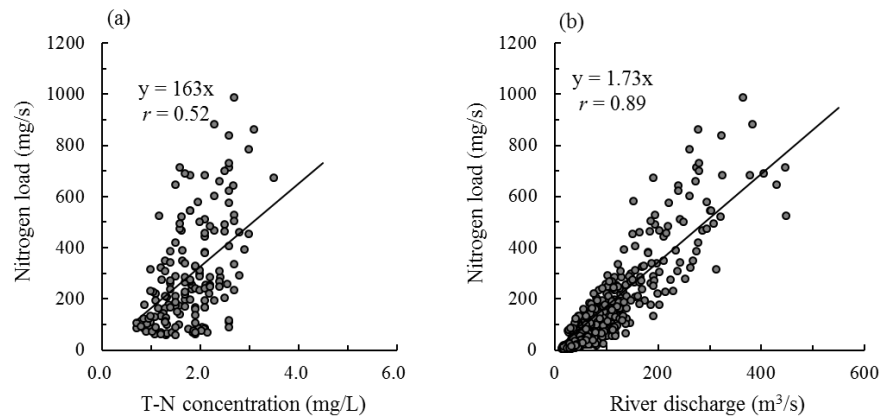 (a)
y = 163x
r = 0.52
Nitrogen load (mg/s)
1200
1000
800
600
400
200
0
0.0 2.0 4.0 6.0
T-N concentration (mg/L)
(b)
y = 1.73x
r = 0.89
Nitrogen load (mg/s)
1200
1000
800
600
400
200
0
0 200 400 600
River discharge (m³/s)